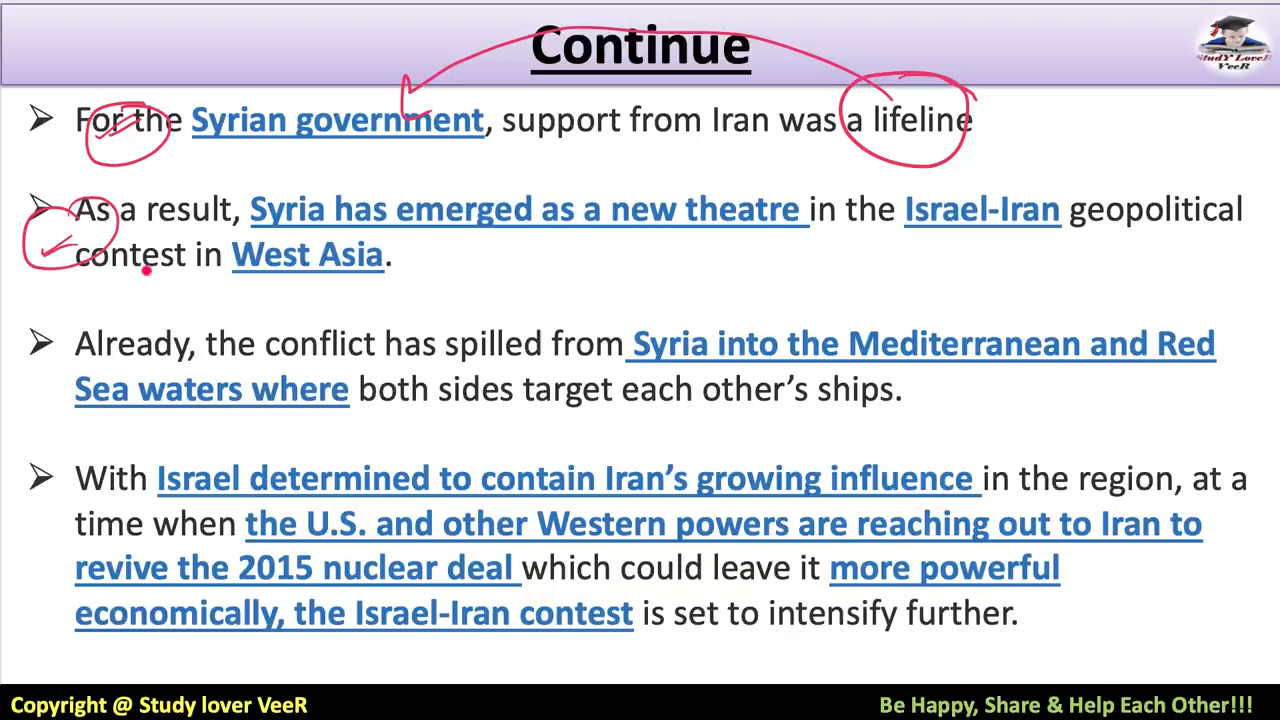 Continue
StudY LoveR
VeeR
For the Syrian government, support from Iran was a lifeline
As a result, Syria has emerged as a new theatre in the Israel-Iran geopolitical
contest in West Asia.
Already, the conflict has spilled from Syria into the Mediterranean and Red
Sea waters where both sides target each other’s ships.
With Israel determined to contain Iran’s growing influence in the region, at a
time when the U.S. and other Western powers are reaching out to Iran to
revive the 2015 nuclear deal which could leave it more powerful
economically, the Israel-Iran contest is set to intensify further.
Copyright @ Study lover VeeR
Be Happy, Share & Help Each Other!!!